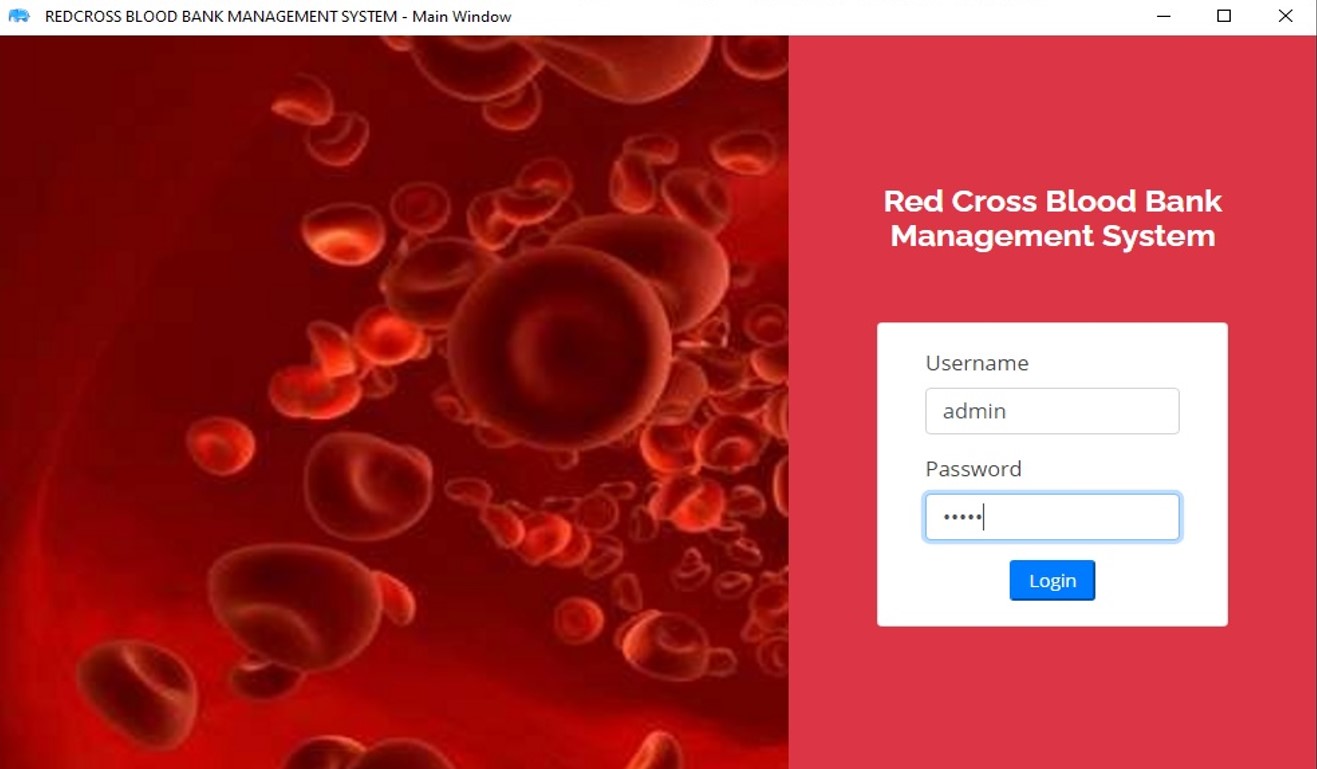 REDCROSS BLOOD BANK MANAGEMENT SYSTEM - Main Window
Red Cross Blood Bank
Management System
Username
admin
Password
•••••
Login